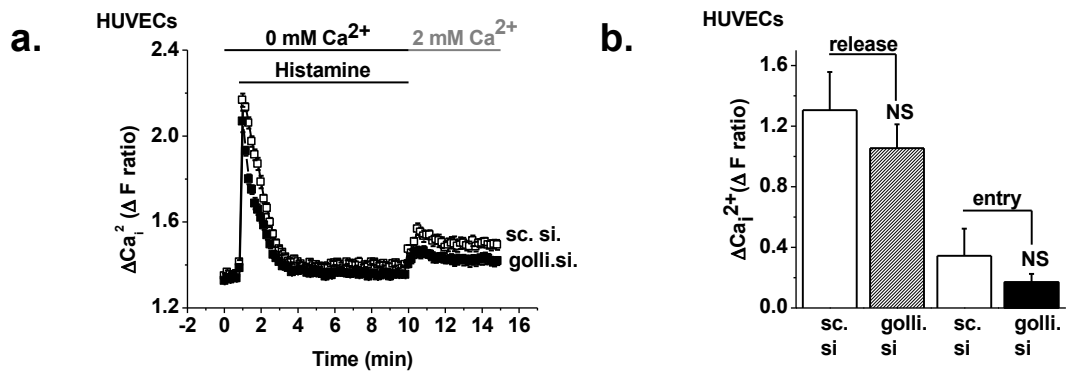 a.
HUVECs
0 mM Ca2+
2 mM Ca2+
Histamine
ΔCai2 (Δ F ratio)
2.4
2.0
1.6
1.2
sc. si.
golli.si.
-2 0 2 4 6 8 10 12 14 16
Time (min)
b.
HUVECs
release
NS
entry
NS
ΔCai2+(Δ F ratio)
1.6
1.2
0.8
0.4
0.0
sc. golli. sc. golli.
si si si si